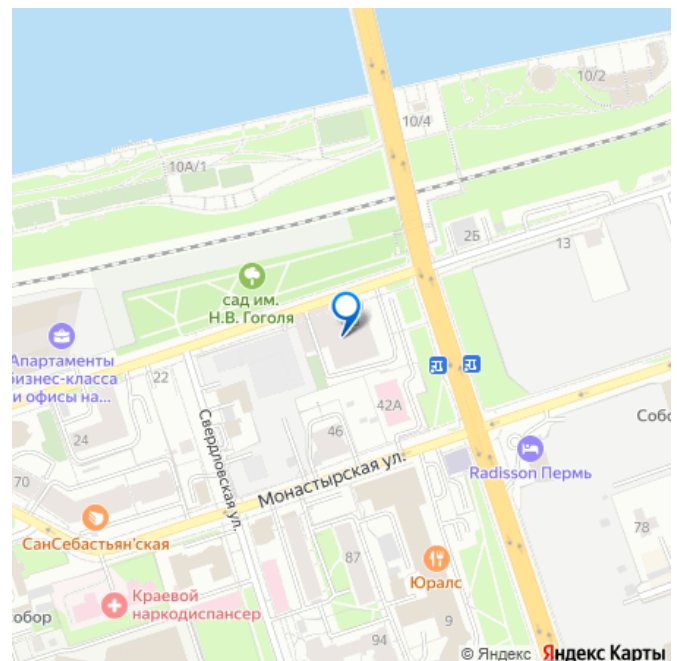 10/2
10/4
10А/1
2Б
13
сад им.
Н.В. Гоголя
Апартаменты
бизнес-класса
и офисы на...
22
42А
46
24
Свердловская ул.
Монастырская ул.
Собо
Radisson Пермь
70
78
СанСебастьян'ская
87
Юралс
Краевой
наркодиспансер
обор
9
94
© Яндекс Яндекс Карты